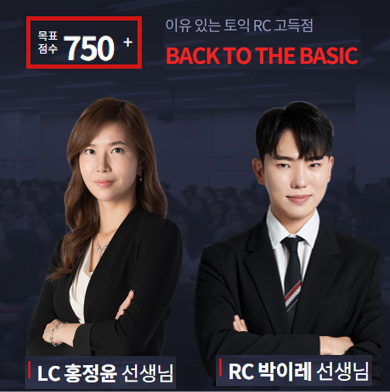 목표
점수
750+
이유 있는 토익 RC 고득점
BACK TO THE BASIC
LC 홍정윤 선생님
RC 박이레 선생님